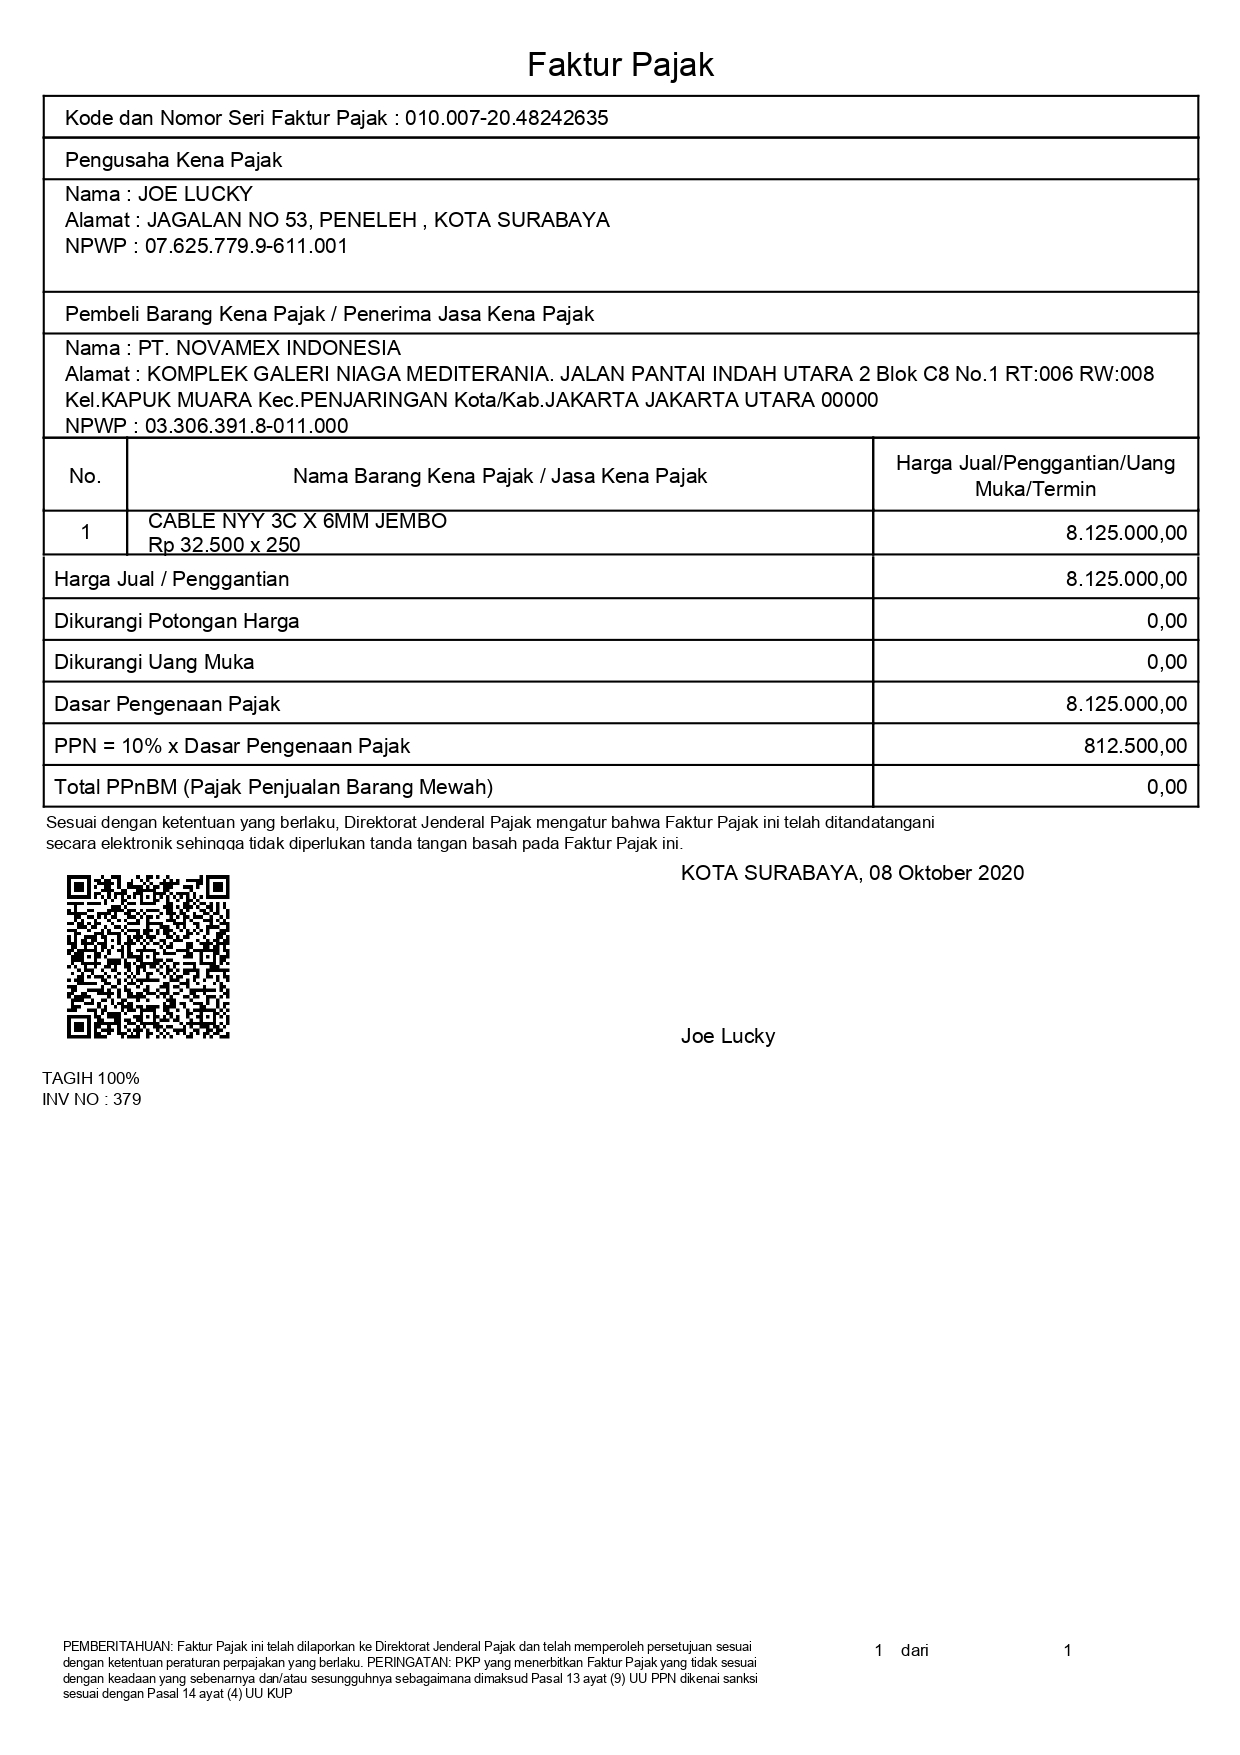 Faktur Pajak
Kode dan Nomor Seri Faktur Pajak : 010.007-20.48242635
Pengusaha Kena Pajak
Nama : JOE LUCKY
Alamat : JAGALAN NO 53, PENELEH , KOTA SURABAYA
NPWP : 07.625.779.9-611.001
Pembeli Barang Kena Pajak / Penerima Jasa Kena Pajak
Nama : PT. NOVAMEX INDONESIA
Alamat : KOMPLEK GALERI NIAGA MEDITERANIA. JALAN PANTAI INDAH UTARA 2 Blok C8 No.1 RT:006 RW:008
Kel.KAPUK MUARA Kec.PENJARINGAN Kota/Kab.JAKARTA JAKARTA UTARA 00000
NPWP : 03.306.391.8-011.000
No. Nama Barang Kena Pajak / Jasa Kena Pajak Harga Jual/Penggantian/Uang
Muka/Termin
1 CABLE NYY 3C X 6MM JEMBO
Rp 32.500 x 250 8.125.000,00
Harga Jual / Penggantian 8.125.000,00
Dikurangi Potongan Harga 0,00
Dikurangi Uang Muka 0,00
Dasar Pengenaan Pajak 8.125.000,00
PPN = 10% x Dasar Pengenaan Pajak 812.500,00
Total PPnBM (Pajak Penjualan Barang Mewah) 0,00
Sesuai dengan ketentuan yang berlaku, Direktorat Jenderal Pajak mengatur bahwa Faktur Pajak ini telah ditandatangani
secara elektronik sehingga tidak diperlukan tanda tangan basah pada Faktur Pajak ini.
KOTA SURABAYA, 08 Oktober 2020
Joe Lucky
TAGIH 100%
INV NO : 379
PEMBERITAHUAN: Faktur Pajak ini telah dilaporkan ke Direktorat Jenderal Pajak dan telah memperoleh persetujuan sesuai
dengan ketentuan peraturan perpajakan yang berlaku. PERINGATAN: PKP yang menerbitkan Faktur Pajak yang tidak sesuai
dengan keadaan yang sebenarnya dan/atau sesungguhnya sebagaimana dimaksud Pasal 13 ayat (9) UU PPN dikenai sanksi
sesuai dengan Pasal 14 ayat (4) UU KUP
1 dari 1